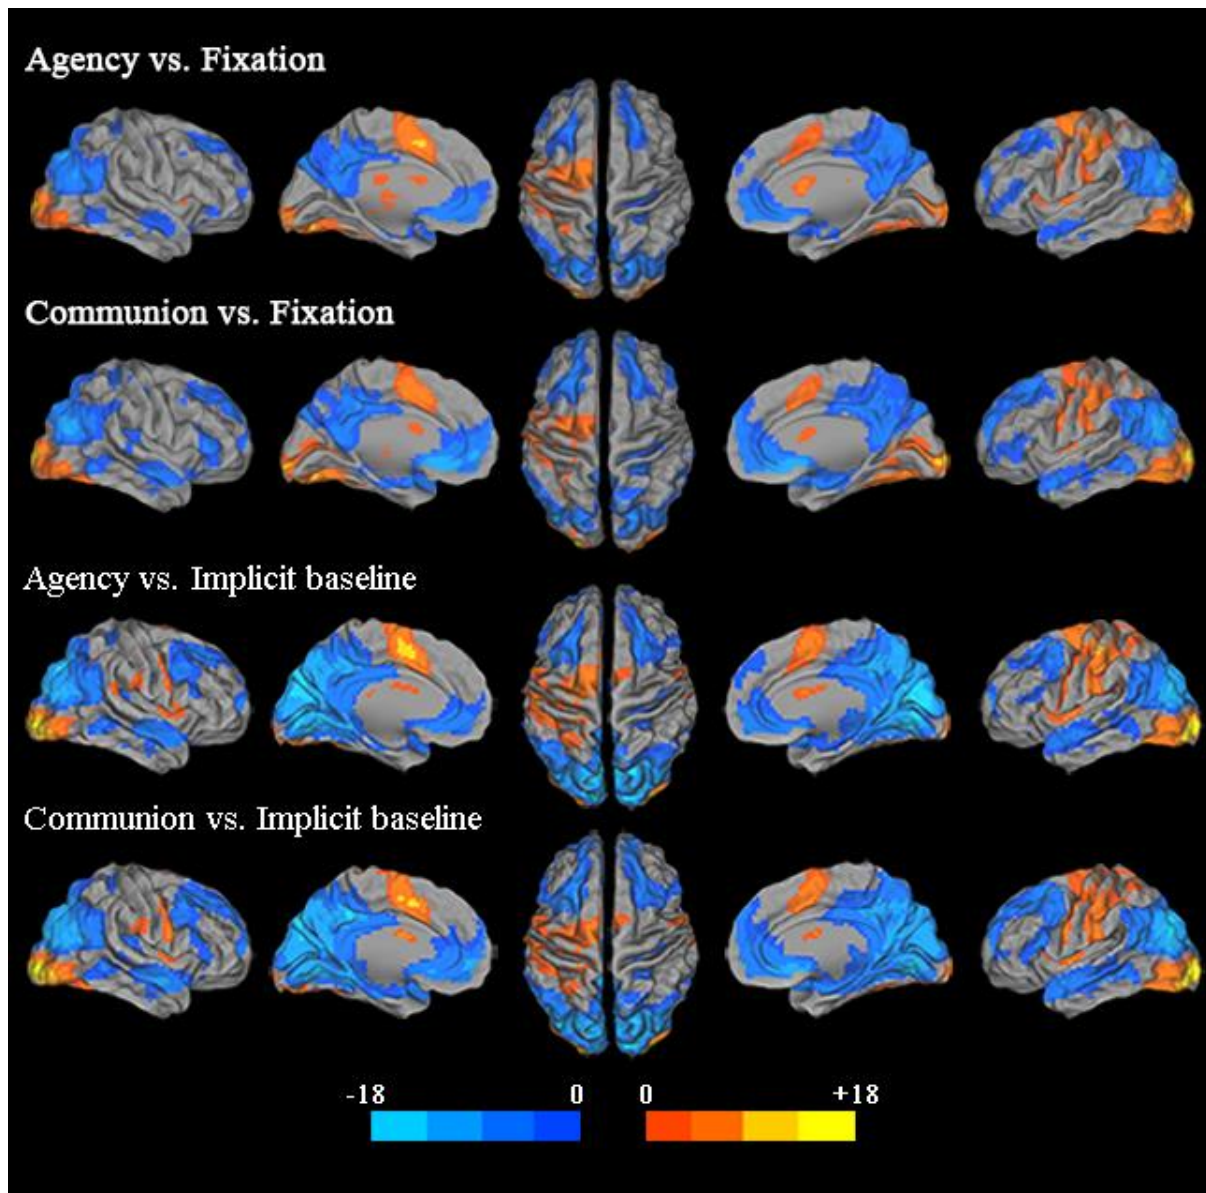 Agency vs. Fixation
Communion vs. Fixation
Agency vs. Implicit baseline
Communion vs. Implicit baseline
-18 0 0 +18